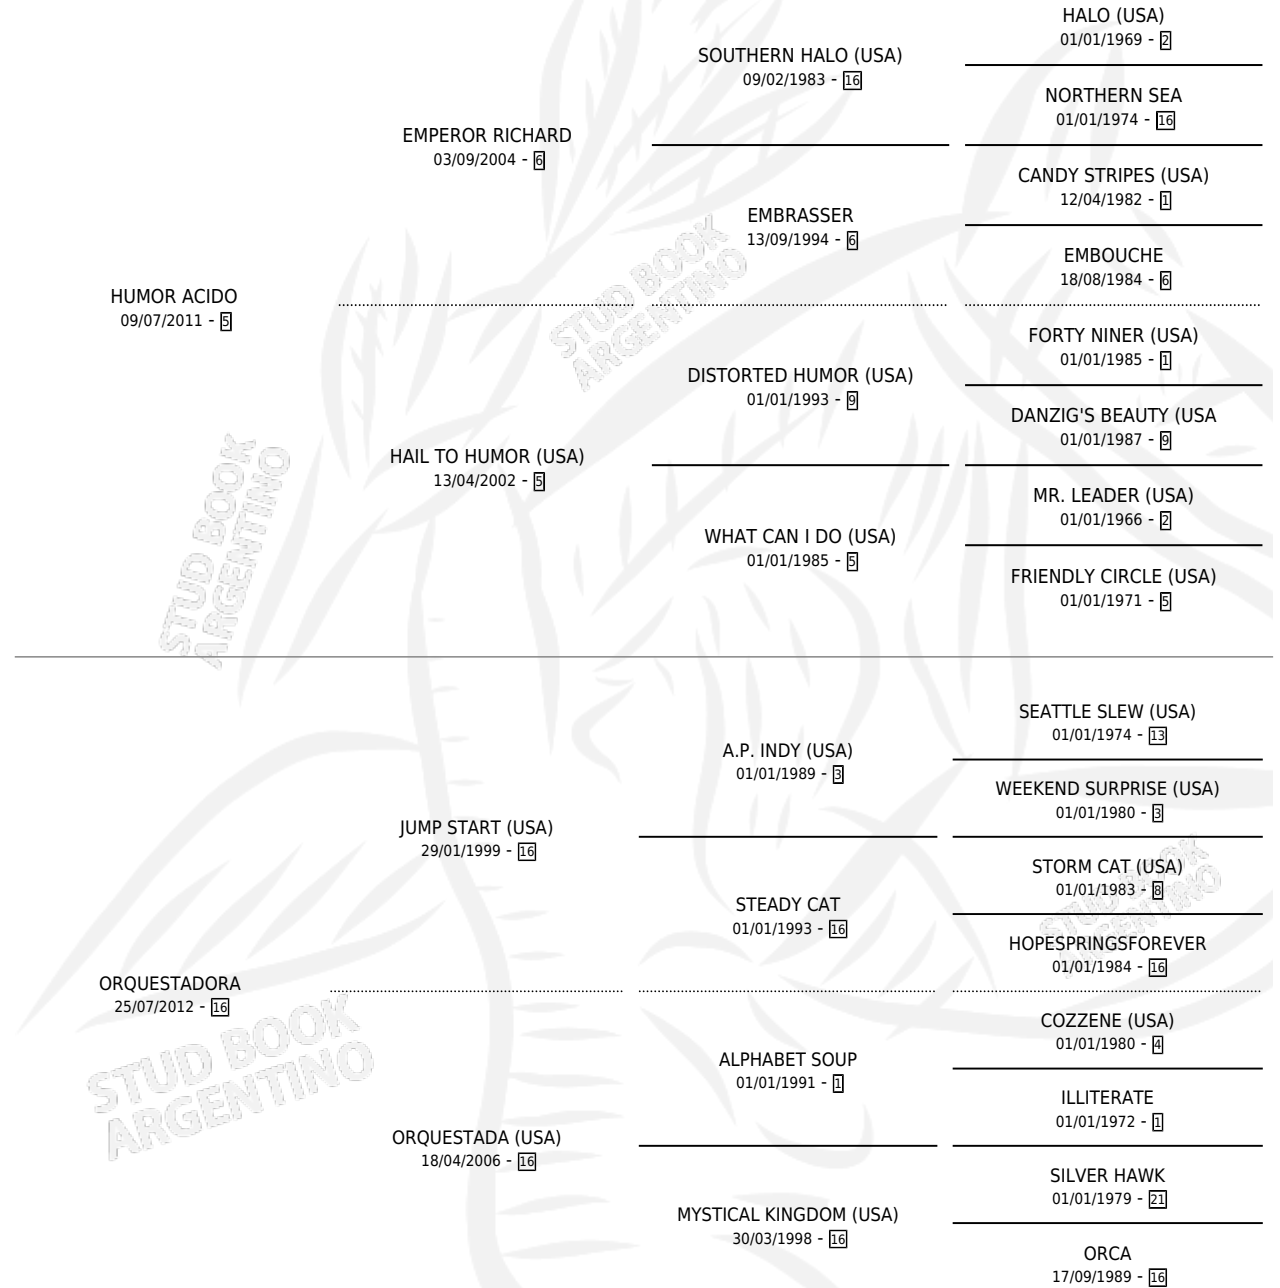 HALO (USA)
01/01/1969 - 2
SOUTHERN HALO (USA)
09/02/1983 - 16
NORTHERN SEA
01/01/1974 - 16
EMPEROR RICHARD
03/09/2004 - 6
CANDY STRIPES (USA)
12/04/1982 - 1
EMBRASSER
13/09/1994 - 6
EMBOUCHE
18/08/1984 - 6
HUMOR ACIDO
09/07/2011 - 5
FORTY NINER (USA)
01/01/1985 - 1
DISTORTED HUMOR (USA)
01/01/1993 - 9
DANZIG'S BEAUTY (USA
01/01/1987 - 9
HAIL TO HUMOR (USA)
13/04/2002 - 5
MR. LEADER (USA)
01/01/1966 - 2
WHAT CAN I DO (USA)
01/01/1985 - 5
FRIENDLY CIRCLE (USA)
01/01/1971 - 5
SEATTLE SLEW (USA)
01/01/1974 - 13
A.P. INDY (USA)
01/01/1989 - 3
WEEKEND SURPRISE (USA)
01/01/1980 - 3
JUMP START (USA)
29/01/1999 - 16
STORM CAT (USA)
01/01/1983 - 8
STEADY CAT
01/01/1993 - 16
HOPESPRINGSFOREVER
01/01/1984 - 16
ORQUESTADORA
25/07/2012 - 16
COZZENE (USA)
01/01/1980 - 4
ALPHABET SOUP
01/01/1991 - 1
ILLITERATE
01/01/1972 - 1
ORQUESTADA (USA)
18/04/2006 - 16
SILVER HAWK
01/01/1979 - 21
MYSTICAL KINGDOM (USA)
30/03/1998 - 16
ORCA
17/09/1989 - 16
STUD BOOK
ARGENTINO
STUD BOOK
ARGENTINO
STUD BOOK
ARGENTINO
STUD BOOK
ARGENTINO